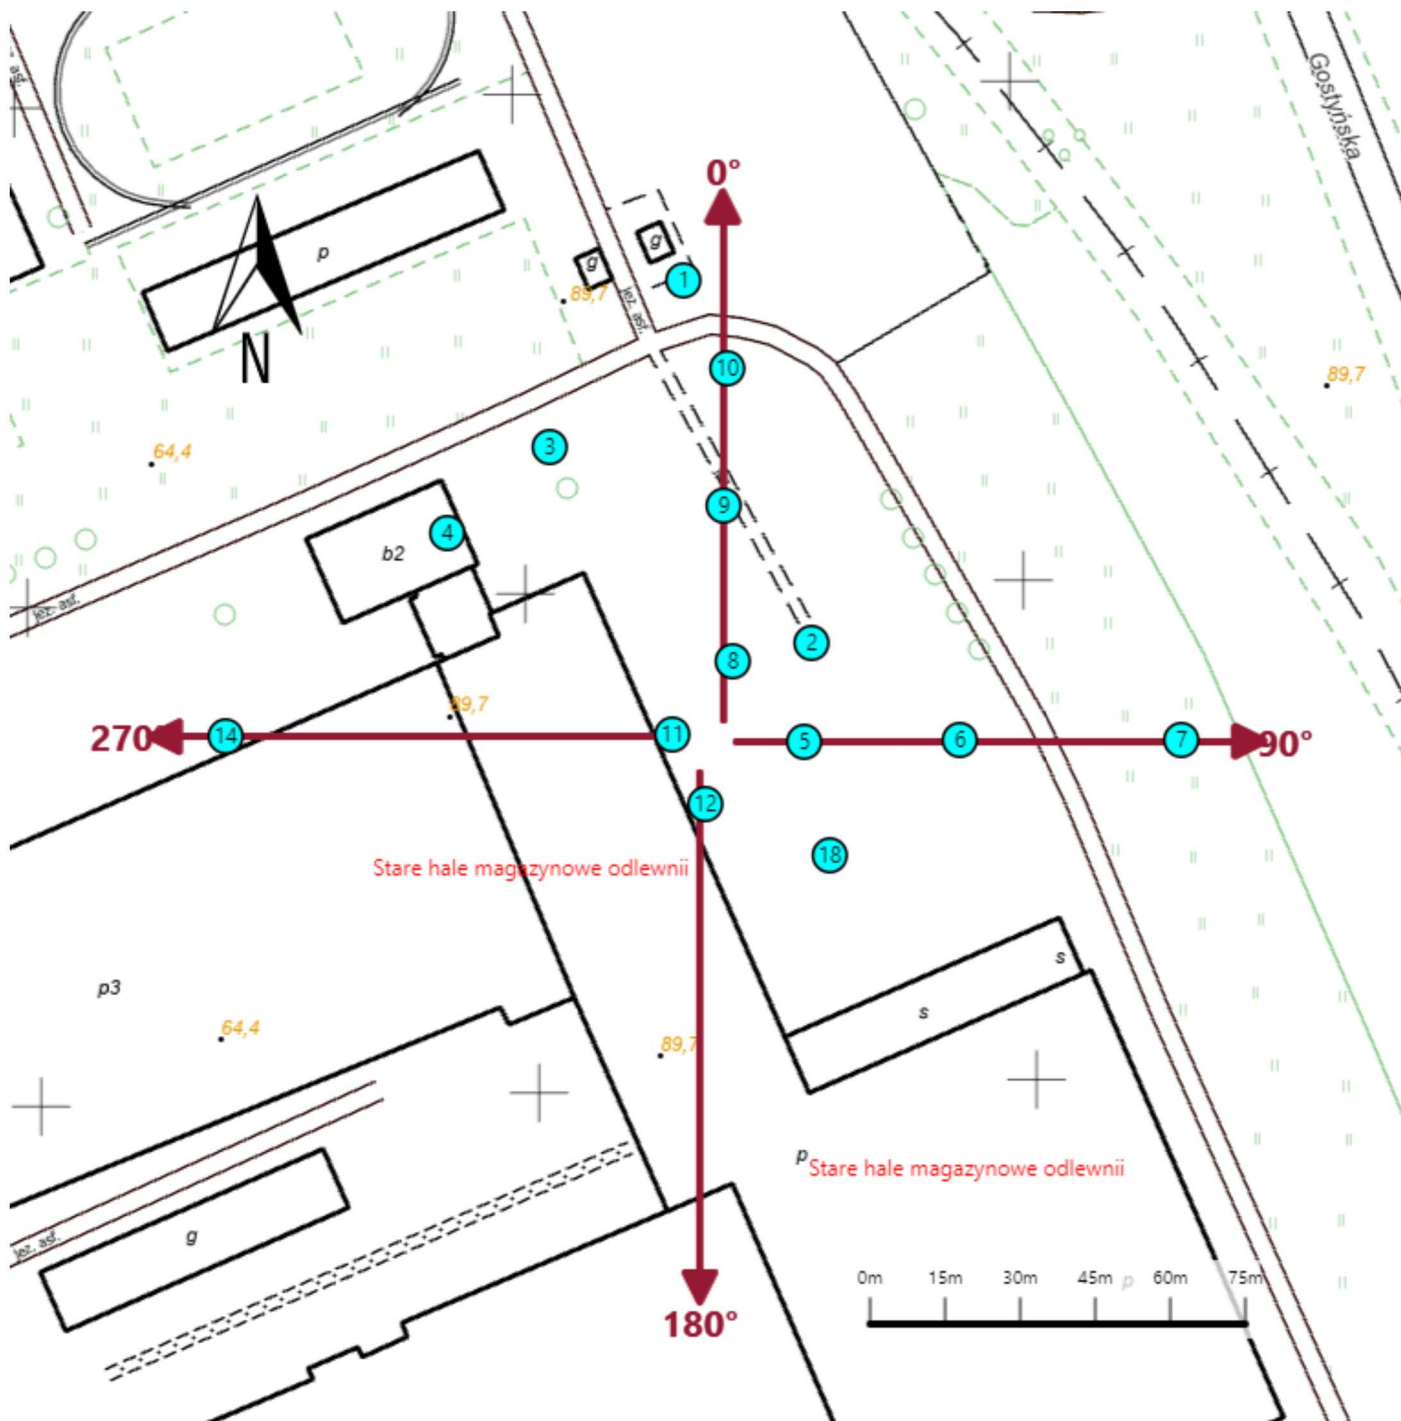 jez. asf.
Gostyńska
0°
g
p
g
1
89,7
jez. asf.
N
10
89,7
3
64,4
9
4
b2
jez. asf.
2
8
89,7
270°
14
11
5
6
7
90°
12
18
Stare hale magazynowe odlewnii
s
p3
s
64,4
89,7
p
Stare hale magazynowe odlewnii
g
jez. asf.
0m 15m 30m 45m p 60m 75m
180°